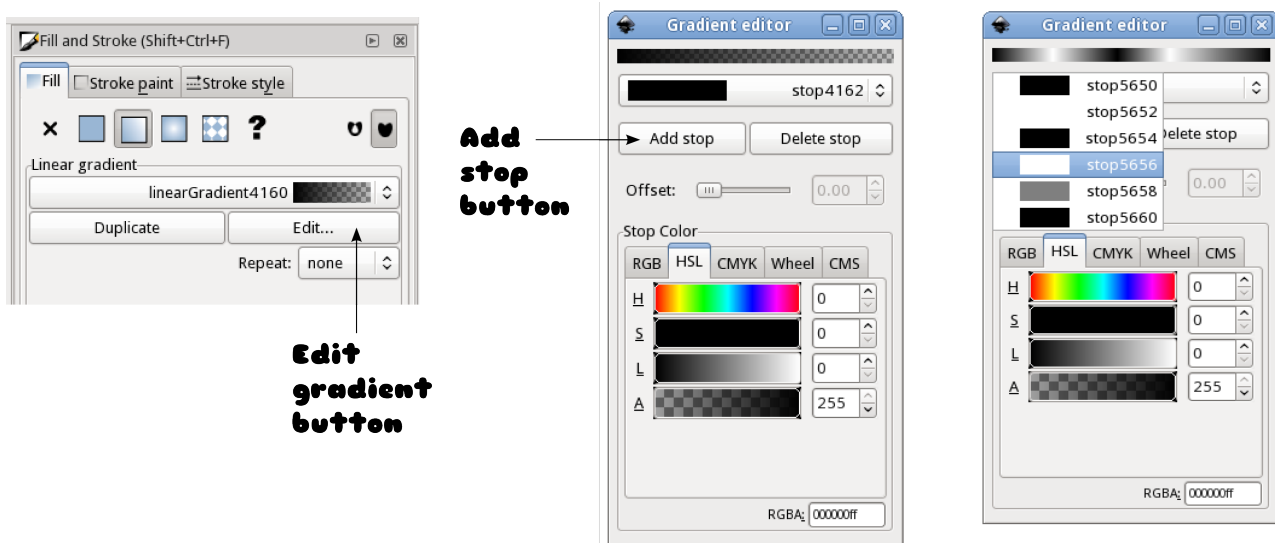 Fill and Stroke (Shift+Ctrl+F)
Fill
Stroke paint
Stroke style
?
Linear gradient
linearGradient4160
Duplicate
Edit...
Repeat:
none
Edit
gradient
button
Add
stop
button
Gradient editor
stop4162
Add stop
Delete stop
Offset:
0.00
Stop Color
RGB
HSL
CMYK
Wheel
CMS
H
0
S
0
L
0
A
255
RGBA:
000000ff
Gradient editor
stop5650
stop5652
stop5654
elete stop
stop5656
stop5658
0.00
stop5660
RGB
HSL
CMYK
Wheel
CMS
H
0
S
0
L
0
A
255
RGBA:
000000ff